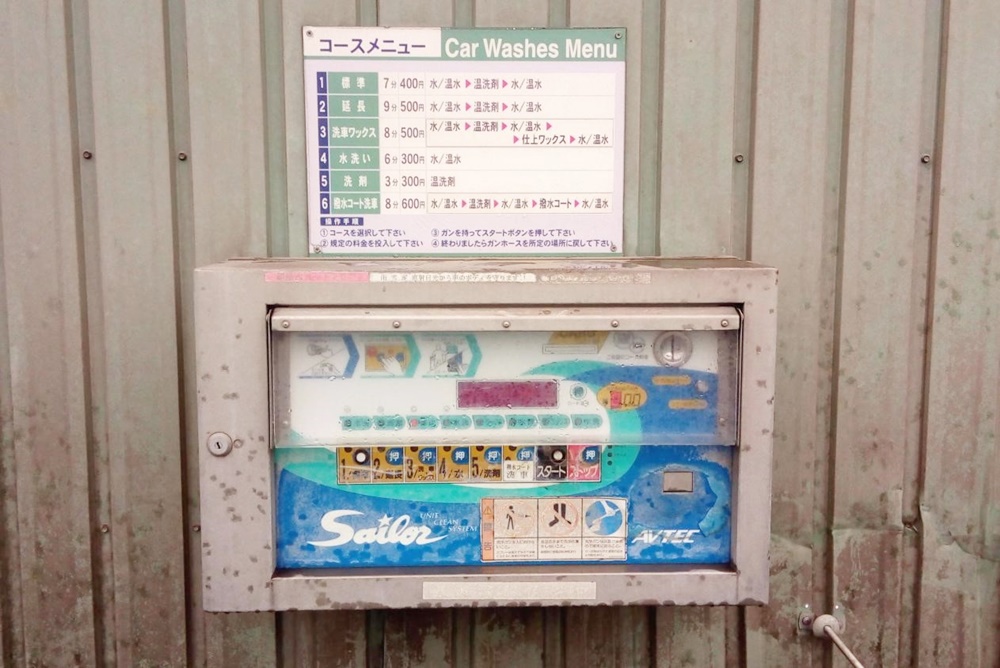 コースメニュー Car Washes Menu
1 標準 7分 400円 水/温水▶温洗剤▶水/温水
2 延長 9分 500円 水/温水▶温洗剤▶水/温水
3 洗車ワックス 8分 500円 水/温水▶温洗剤▶水/温水▶
▶仕上ワックス▶水/温水
4 水洗い 6分 300円 水/温水
5 洗剤 3分 300円 温洗剤
6 撥水コート洗車 8分 600円 水/温水▶温洗剤▶水/温水▶撥水コート▶水/温水
操作手順
①コースを選択して下さい ③ガンを持ってスタートボタンを押して下さい
②規定の料金を投入して下さい ④終わりましたらガンホースを所定の場所に戻して下さい
押 押 押 押 押
2 3 4 5 洗車 スタート ストップ
Sailor UNIT CLEAN SYSTEM
AVTEC